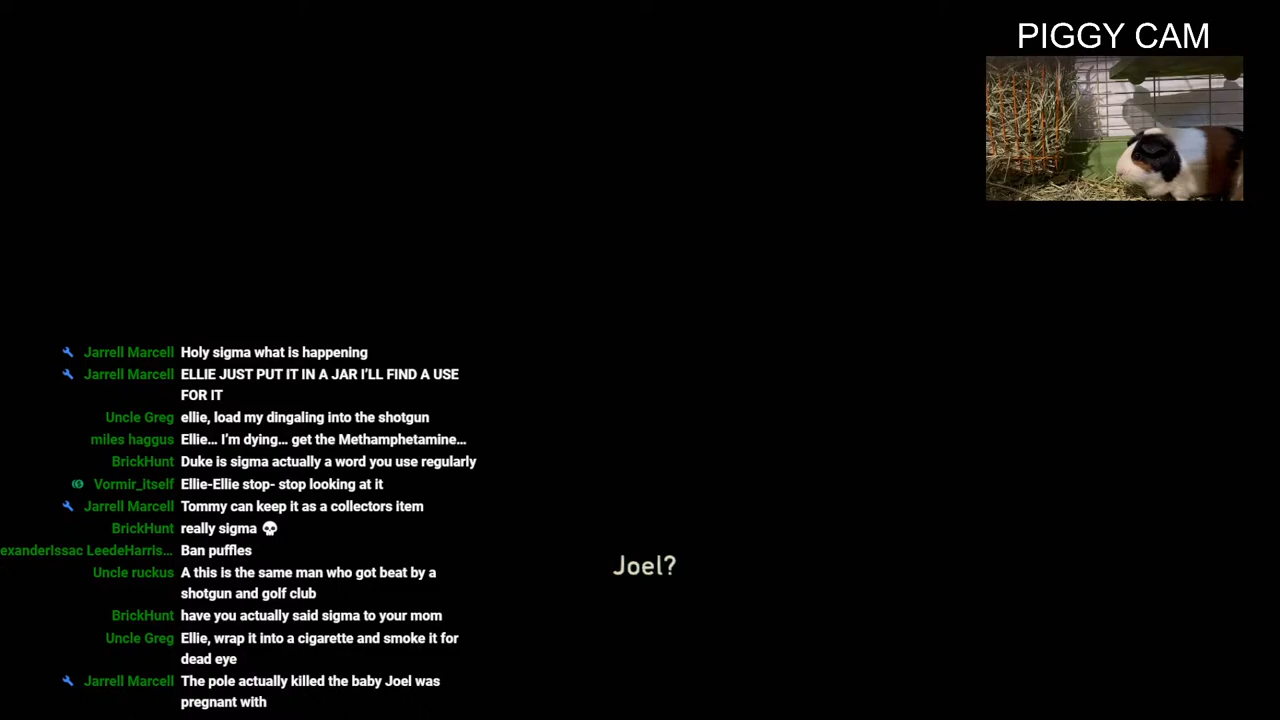 PIGGY CAM
Jarrell Marcell Holy sigma what is happening
Jarrell Marcell ELLIE JUST PUT IT IN A JAR I'LL FIND A USE
FOR IT
Uncle Greg ellie, load my dingaling into the shotgun
miles haggus Ellie... I'm dying... get the Methamphetamine...
BrickHunt Duke is sigma actually a word you use regularly
Vormir_itself Ellie-Ellie stop- stop looking at it
Jarrell Marcell Tommy can keep it as a collectors item
BrickHunt really sigma 💀
exanderIssac LeedeHarris... Ban puffles
Joel?
Uncle ruckus A this is the same man who got beat by a
shotgun and golf club
BrickHunt have you actually said sigma to your mom
Uncle Greg Ellie, wrap it into a cigarette and smoke it for
dead eye
Jarrell Marcell The pole actually killed the baby Joel was
pregnant with